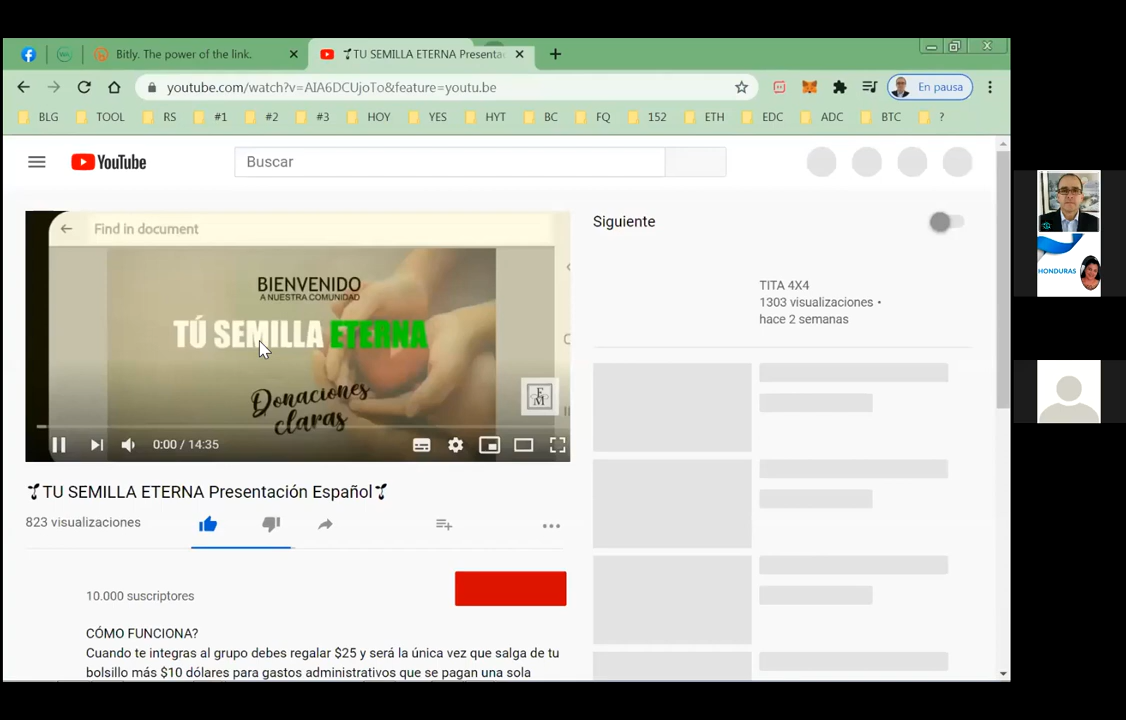 Bitly. The power of the link.
TU SEMILLA ETERNA Presenta
youtube.com/watch?v=AIA6DCUjoTo&feature=youtu.be
En pausa
BLG TOOL RS #1 #2 #3 HOY YES HYT BC FQ 152 ETH EDC ADC BTC ?
YouTube
Buscar
Find in document
BIENVENIDO
A NUESTRA COMUNIDAD
TÚ SEMILLA ETERNA
Donaciones
claras
F
M
0:00 / 14:35
Siguiente
TITA 4X4
1303 visualizaciones •
hace 2 semanas
TU SEMILLA ETERNA Presentación Español
823 visualizaciones
10.000 suscriptores
CÓMO FUNCIONA?
Cuando te integras al grupo debes regalar $25 y será la única vez que salga de tu
bolsillo más $10 dólares para gastos administrativos que se pagan una sola
HONDURAS